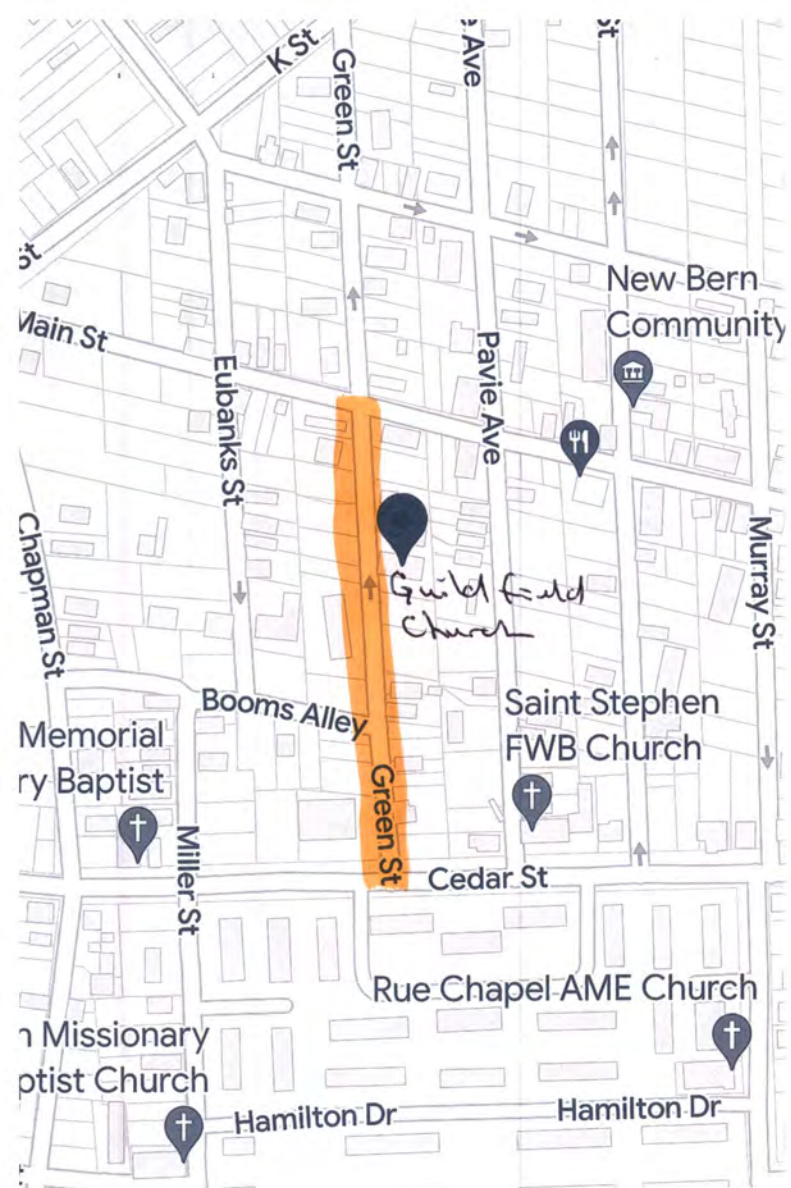 K St
Green St
e Ave
St
St
New Bern
Community
Main St
Eubanks St
Pavie Ave
Chapman St
Guildfield
Church
Murray St
Booms Alley
Saint Stephen
FWB Church
Memorial
ry Baptist
Green St
Miller St
Cedar St
Rue Chapel AME Church
n Missionary
ptist Church
Hamilton Dr
Hamilton Dr